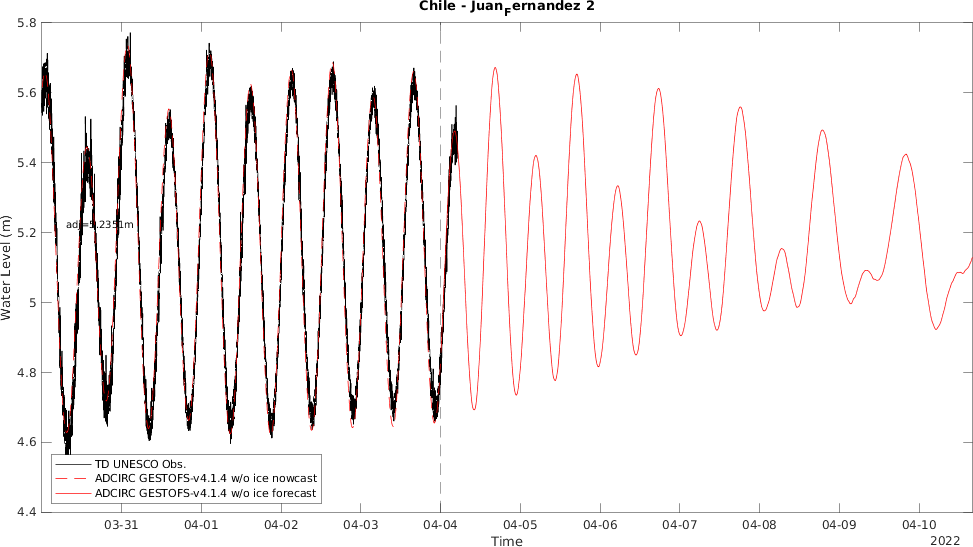 Chile - JuanFernandez 2
Water Level (m)
5.8
5.6
5.4
5.2
5
4.8
4.6
4.4
adj=5.2351m
TD UNESCO Obs.
ADCIRC GESTOFS-v4.1.4 w/o ice nowcast
ADCIRC GESTOFS-v4.1.4 w/o ice forecast
03-31 04-01 04-02 04-03 04-04 04-05 04-06 04-07 04-08 04-09 04-10
Time
2022